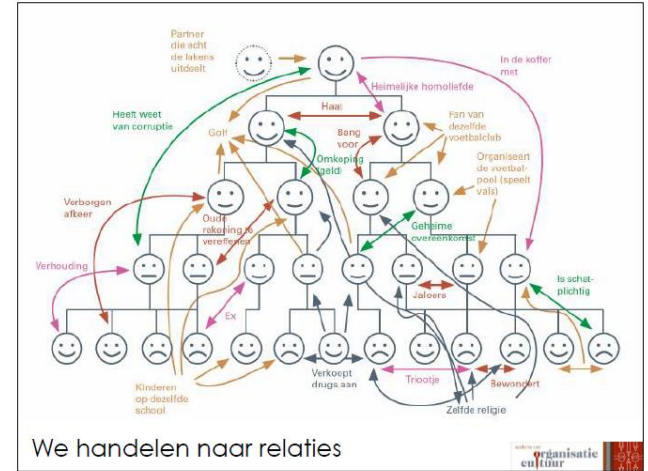 Partner
die echt
de lakens
uitdeelt
In de koffer
met
Heimelijke homoliefde
Haat
Heeft weet
van corruptie
Golf
Bang
voor
Fan van
dezelfde
voetbalclub
Omkoping
(geld)
Organiseert
de voetbal-
pool (speelt
vals)
Verborgen
afkeer
Oude
rekening te
vereffenen
Geheime
overeenkomst
Verhouding
Jaloers
Is schat-
plichtig
Ex
Kinderen
op dezelfde
school
Verkoopt
drugs aan
Triootje
Bewondert
Zelfde religie
We handelen naar relaties
organisatie
cultuur